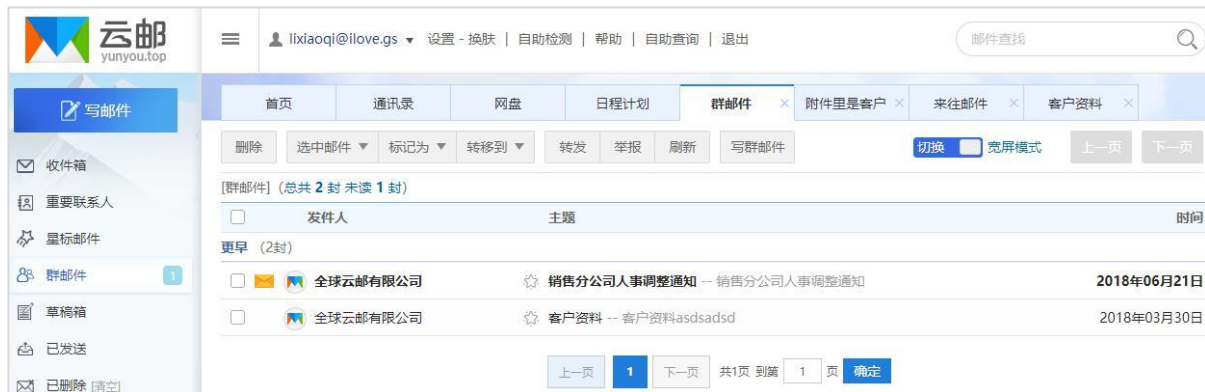 云邮
yunyou.top
lixiaoqi@ilove.gs ▼ 设置 - 换肤 | 自助检测 | 帮助 | 自助查询 | 退出
邮件查找
写邮件
收件箱
重要联系人
星标邮件
群邮件 1
草稿箱
已发送
已删除 [清空]
首页 通讯录 网盘 日程计划 群邮件 × 附件里是客户 × 来往邮件 × 客户资料 ×
删除 选中邮件 ▼ 标记为 ▼ 转移到 ▼ 转发 举报 刷新 写群邮件 切换 宽屏模式 上一页 下一页
[群邮件] (总共 2 封 未读 1 封)
发件人 主题 时间
更早 (2封)
全球云邮有限公司 销售分公司人事调整通知 -- 销售分公司人事调整通知 2018年06月21日
全球云邮有限公司 客户资料 -- 客户资料asdsadsd 2018年03月30日
上一页 1 下一页 共1页 到第 1 页 确定